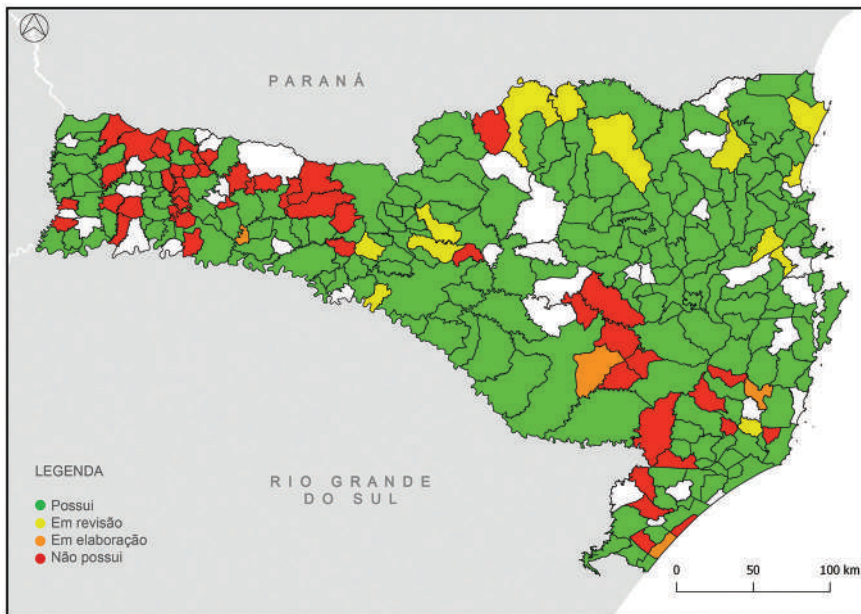 PARANÁ
RIO GRANDE
DO SUL
LEGENDA
Possui
Em revisão
Em elaboração
Não possui
0 50 100 km